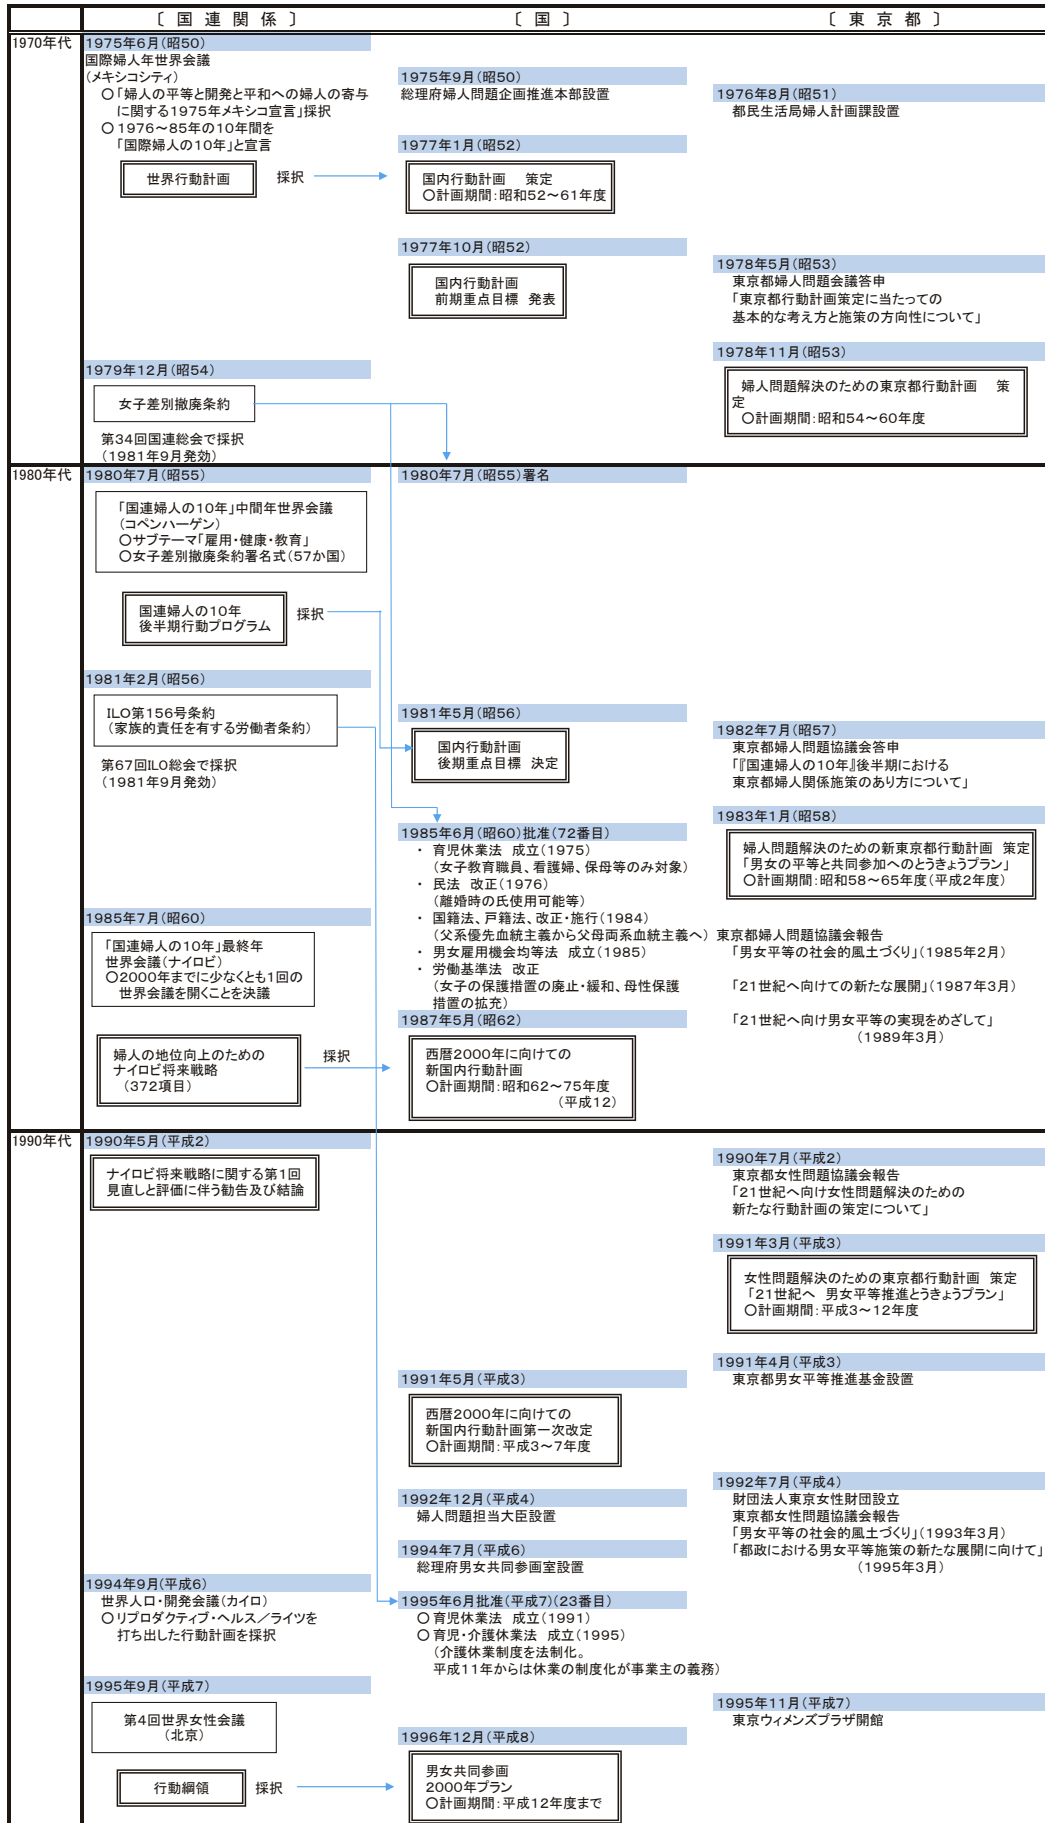 〔 国 連 関 係 〕
〔 国 〕
〔 東 京 都 〕
1970年代
1975年6月(昭50)
国際婦人年世界会議
(メキシコシティ)
○「婦人の平等と開発と平和への婦人の寄与
に関する1975年メキシコ宣言」採択
○1976～85年の10年間を
「国際婦人の10年」と宣言
世界行動計画
採択
1979年12月(昭54)
女子差別撤廃条約
第34回国連総会で採択
(1981年9月発効)
1975年9月(昭50)
総理府婦人問題企画推進本部設置
1977年1月(昭52)
国内行動計画 策定
○計画期間:昭和52～61年度
1977年10月(昭52)
国内行動計画
前期重点目標 発表
1976年8月(昭51)
都民生活局婦人計画課設置
1978年5月(昭53)
東京都婦人問題会議答申
「東京都行動計画策定に当たっての
基本的な考え方と施策の方向性について」
1978年11月(昭53)
婦人問題解決のための東京都行動計画 策
定
○計画期間:昭和54～60年度
1980年代
1980年7月(昭55)
「国連婦人の10年」中間年世界会議
(コペンハーゲン)
○サブテーマ「雇用・健康・教育」
○女子差別撤廃条約署名式(57か国)
国連婦人の10年
後半期行動プログラム
採択
1981年2月(昭56)
ILO第156号条約
(家族的責任を有する労働者条約)
第67回ILO総会で採択
(1981年9月発効)
1985年7月(昭60)
「国連婦人の10年」最終年
世界会議(ナイロビ)
○2000年までに少なくとも1回の
世界会議を開くことを決議
婦人の地位向上のための
ナイロビ将来戦略
(372項目)
採択
1980年7月(昭55)署名
1981年5月(昭56)
国内行動計画
後期重点目標 決定
1985年6月(昭60)批准(72番目)
・ 育児休業法 成立(1975)
(女子教育職員、看護婦、保母等のみ対象)
・ 民法 改正(1976)
(離婚時の氏使用可能等)
・ 国籍法、戸籍法、改正・施行(1984)
(父系優先血統主義から父母両系血統主義へ)
・ 男女雇用機会均等法 成立(1985)
・ 労働基準法 改正
(女子の保護措置の廃止・緩和、母性保護
措置の拡充)
1987年5月(昭62)
西暦2000年に向けての
新国内行動計画
○計画期間:昭和62～75年度
(平成12)
1982年7月(昭57)
東京都婦人問題協議会答申
「『国連婦人の10年』後半期における
東京都婦人関係施策のあり方について」
1983年1月(昭58)
婦人問題解決のための新東京都行動計画 策定
「男女の平等と共同参加へのとうきょうプラン」
○計画期間:昭和58～65年度(平成2年度)
東京都婦人問題協議会報告
「男女平等の社会的風土づくり」(1985年2月)
「21世紀へ向けての新たな展開」(1987年3月)
「21世紀へ向け男女平等の実現をめざして」
(1989年3月)
1990年代
1990年5月(平成2)
ナイロビ将来戦略に関する第1回
見直しと評価に伴う勧告及び結論
1994年9月(平成6)
世界人口・開発会議(カイロ)
○リプロダクティブ・ヘルス／ライツを
打ち出した行動計画を採択
1995年9月(平成7)
第4回世界女性会議
(北京)
行動綱領
採択
1991年5月(平成3)
西暦2000年に向けての
新国内行動計画第一次改定
○計画期間:平成3～7年度
1992年12月(平成4)
婦人問題担当大臣設置
1994年7月(平成6)
総理府男女共同参画室設置
1995年6月批准(平成7)(23番目)
○ 育児休業法 成立(1991)
○ 育児・介護休業法 成立(1995)
(介護休業制度を法制化。
平成11年からは休業の制度化が事業主の義務)
1996年12月(平成8)
男女共同参画
2000年プラン
○計画期間:平成12年度まで
1990年7月(平成2)
東京都女性問題協議会報告
「21世紀へ向け女性問題解決のための
新たな行動計画の策定について」
1991年3月(平成3)
女性問題解決のための東京都行動計画 策定
「21世紀へ 男女平等推進とうきょうプラン」
○計画期間:平成3～12年度
1991年4月(平成3)
東京都男女平等推進基金設置
1992年7月(平成4)
財団法人東京女性財団設立
東京都女性問題協議会報告
「男女平等の社会的風土づくり」(1993年3月)
「都政における男女平等施策の新たな展開に向けて」
(1995年3月)
1995年11月(平成7)
東京ウィメンズプラザ開館